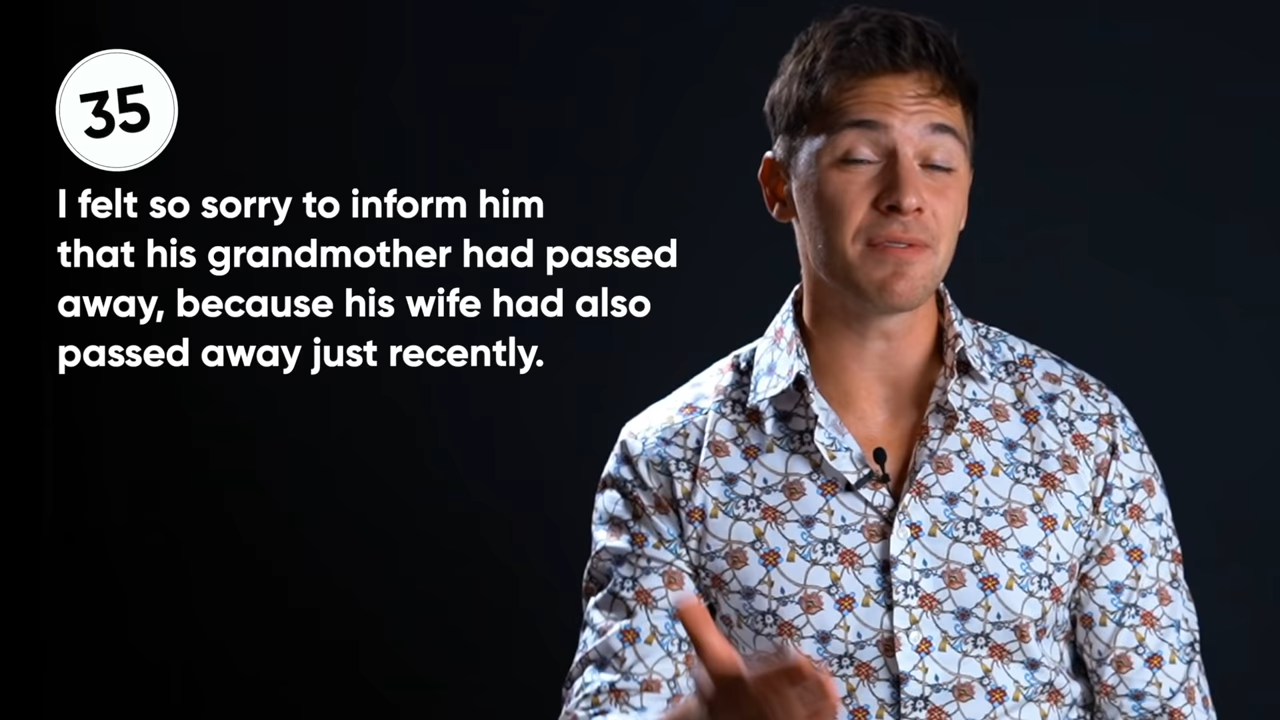 35
I felt so sorry to inform him
that his grandmother had passed
away, because his wife had also
passed away just recently.